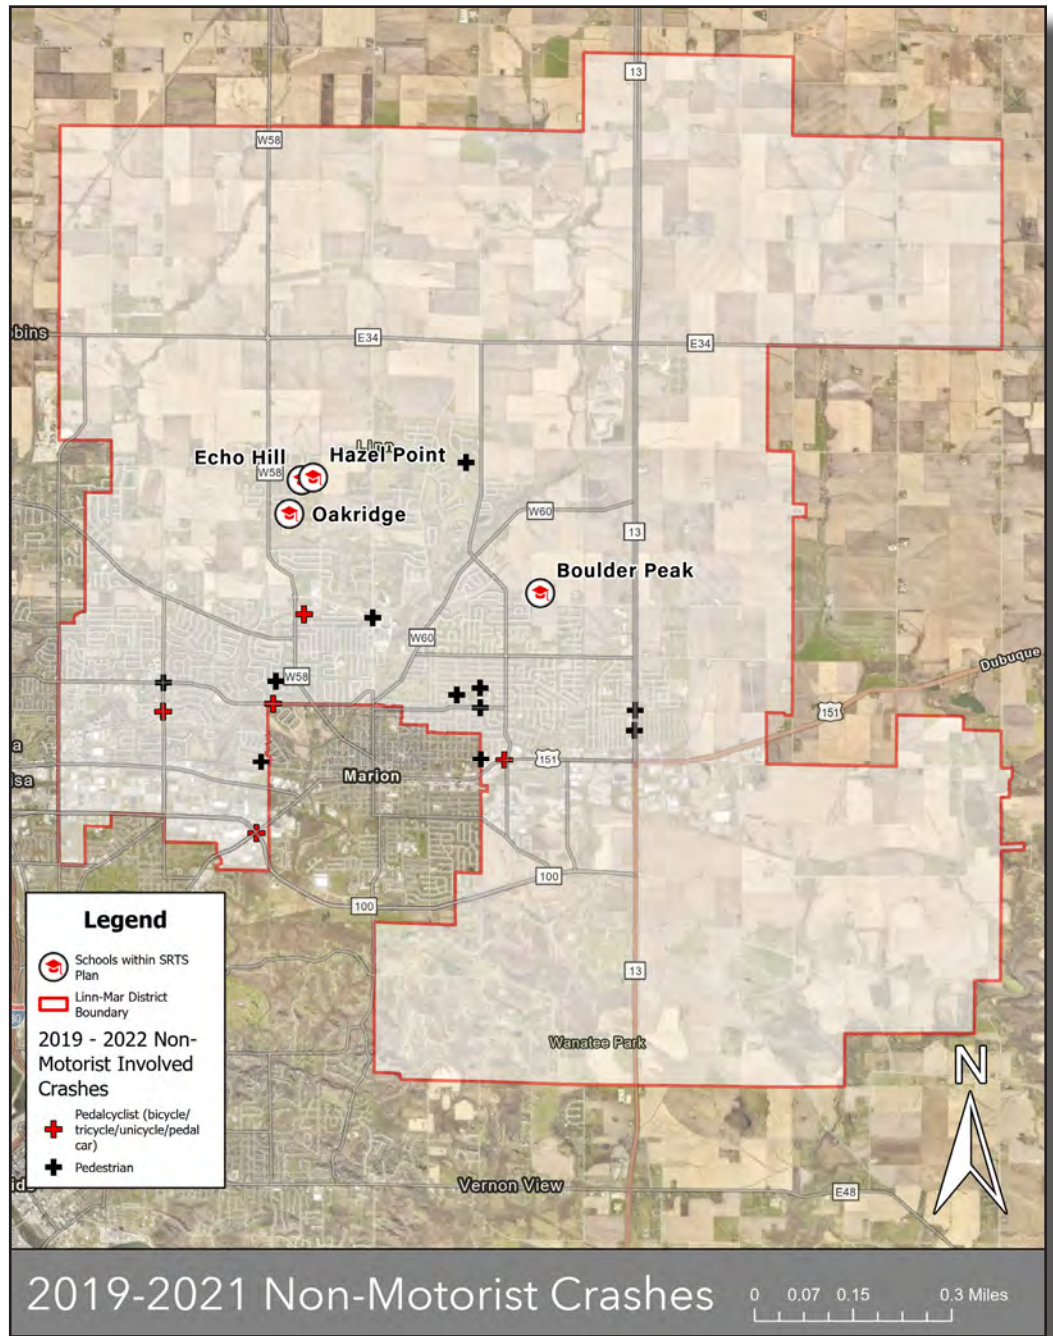 13
W58
bins
E34
E34
Linn
Echo Hill
Hazel Point
W58
Oakridge
W60
13
Boulder Peak
W60
Dubuque
W58
151
a
151
sa
Marion
100
100
Legend
Schools within SRTS
Plan
Linn-Mar District
Boundary
2019 - 2022 Non-
Motorist Involved
Crashes
Pedalcyclist (bicycle/
tricycle/unicycle/pedal
car)
Pedestrian
13
Wanatee Park
N
Vernon View
E48
2019-2021 Non-Motorist Crashes
0 0.07 0.15 0.3 Miles